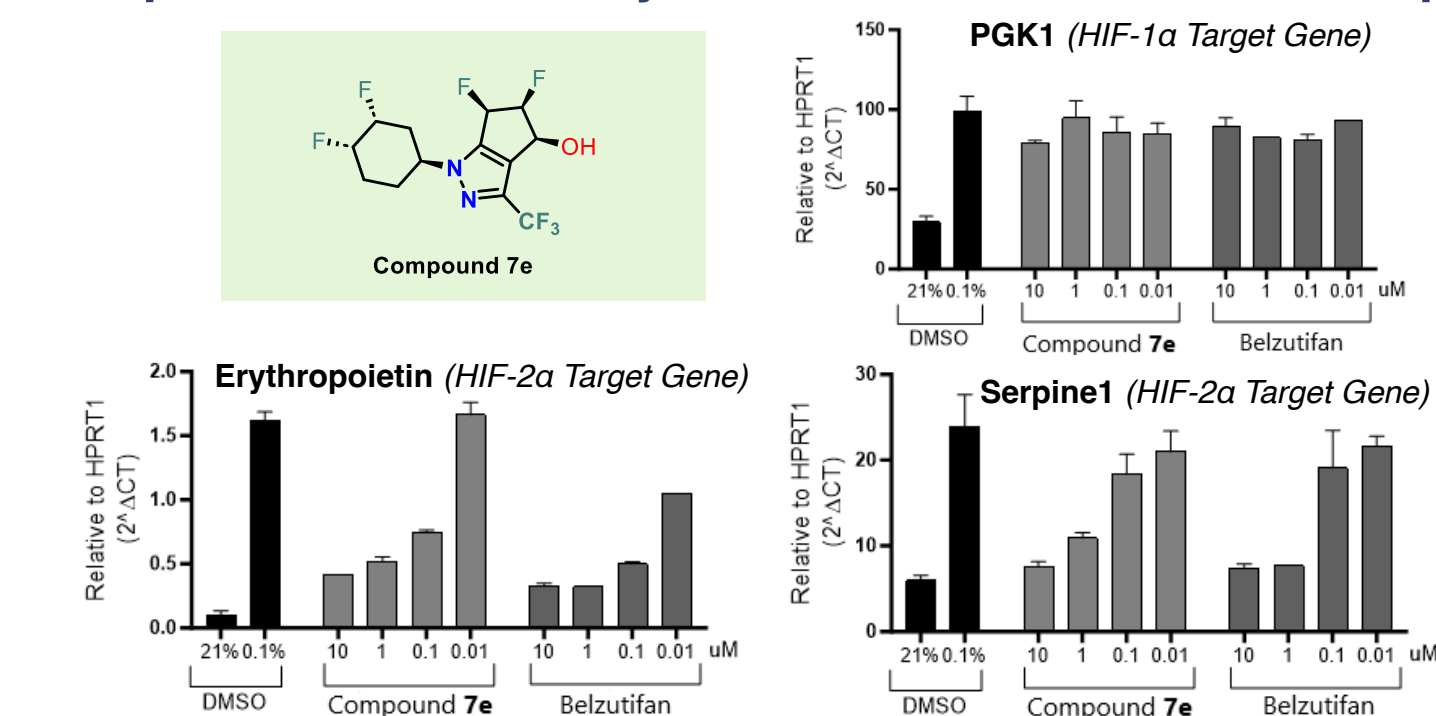 F
F
F
F
OH
N
N
CF3
Compound 7e
PGK1 (HIF-1α Target Gene)
Relative to HPRT1
(2^ΔCT)
150
100
50
0
21% 0.1% 10 1 0.1 0.01 10 1 0.1 0.01 uM
DMSO Compound 7e Belzutifan
Erythropoietin (HIF-2α Target Gene)
Relative to HPRT1
(2^ΔCT)
2.0
1.5
1.0
0.5
0.0
21% 0.1% 10 1 0.1 0.01 10 1 0.1 0.01 uM
DMSO Compound 7e Belzutifan
Serpine1 (HIF-2α Target Gene)
Relative to HPRT1
(2^ΔCT)
30
20
10
0
21% 0.1% 10 1 0.1 0.01 10 1 0.1 0.01 uM
DMSO Compound 7e Belzutifan